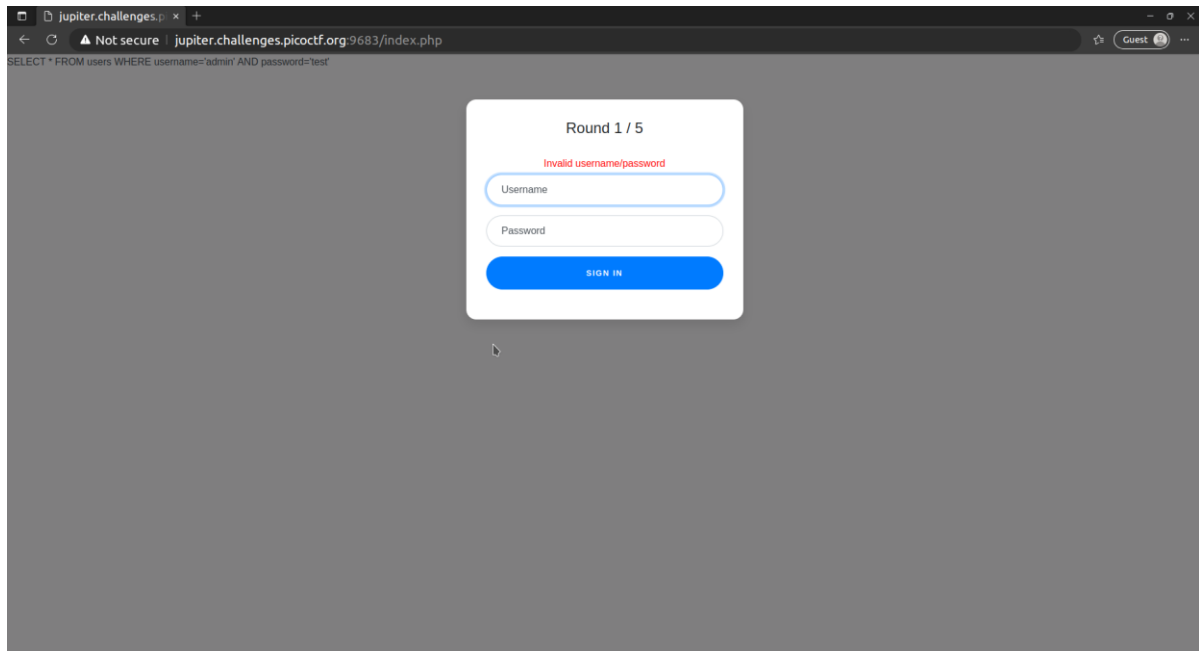 jupiter.challenges.p
Not secure jupiter.challenges.picoctf.org:9683/index.php
Guest
SELECT * FROM users WHERE username='admin' AND password='test'
Round 1 / 5
Invalid username/password
Username
Password
SIGN IN